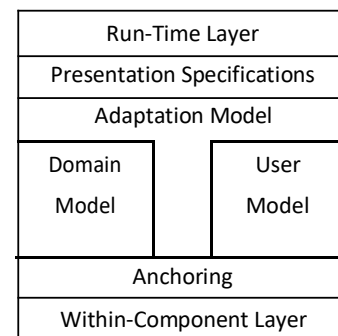 Run-Time Layer
Presentation Specifications
Adaptation Model
Domain
Model
User
Model
Anchoring
Within-Component Layer